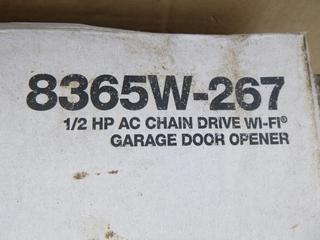 8365W-267
1/2 HP AC CHAIN DRIVE WI-FI®
GARAGE DOOR OPENER